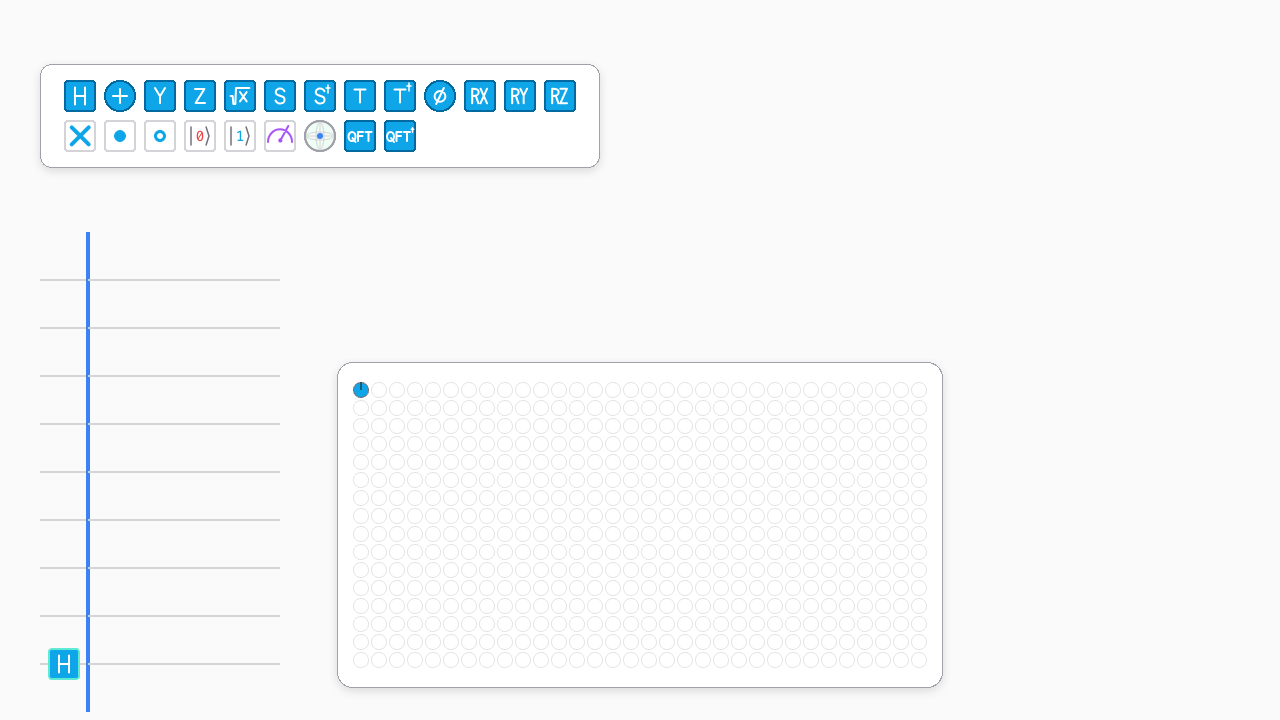 H Y Z √X S S† T T† φ RX RY RZ
|0⟩ |1⟩ QFT QFT†
H